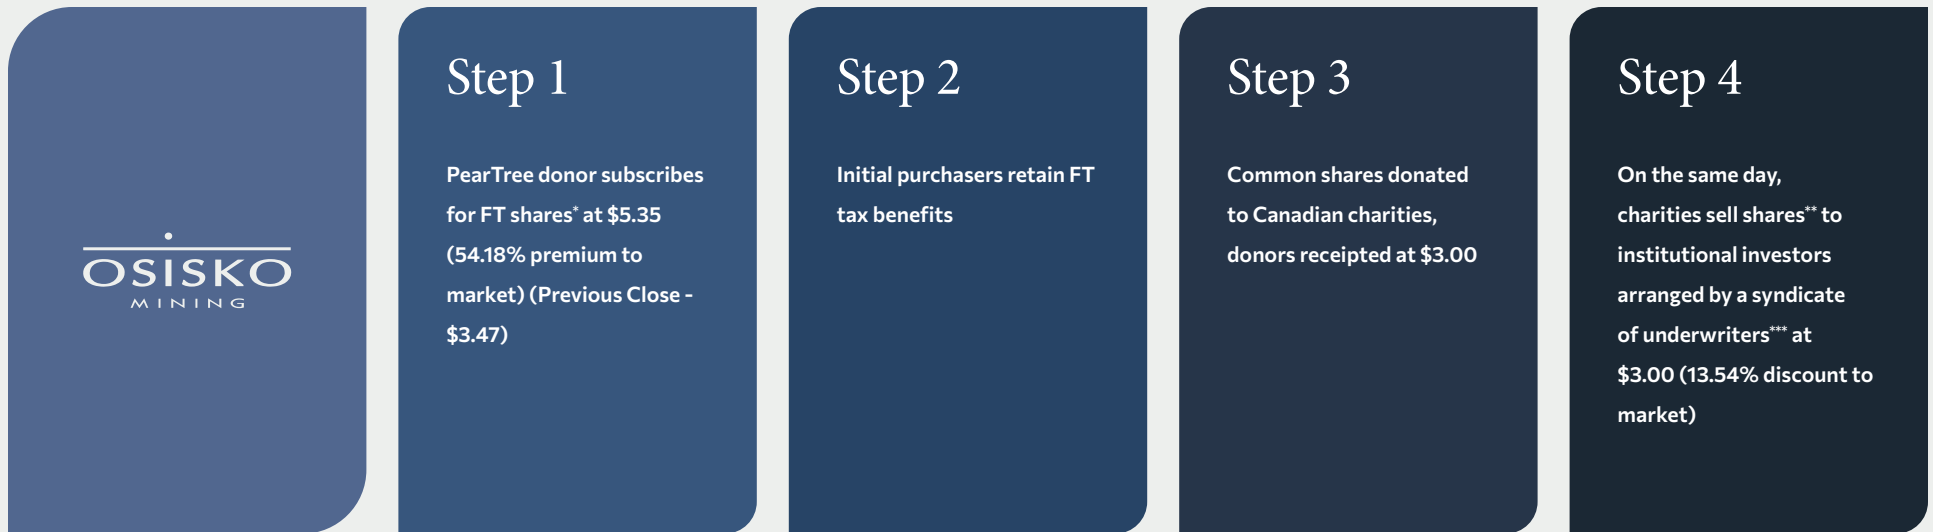 OSISKO
MINING
Step 1
PearTree donor subscribes
for FT shares* at $5.35
(54.18% premium to
market) (Previous Close -
$3.47)
Step 2
Initial purchasers retain FT
tax benefits
Step 3
Common shares donated
to Canadian charities,
donors receipted at $3.00
Step 4
On the same day,
charities sell shares** to
institutional investors
arranged by a syndicate
of underwriters*** at
$3.00 (13.54% discount to
market)